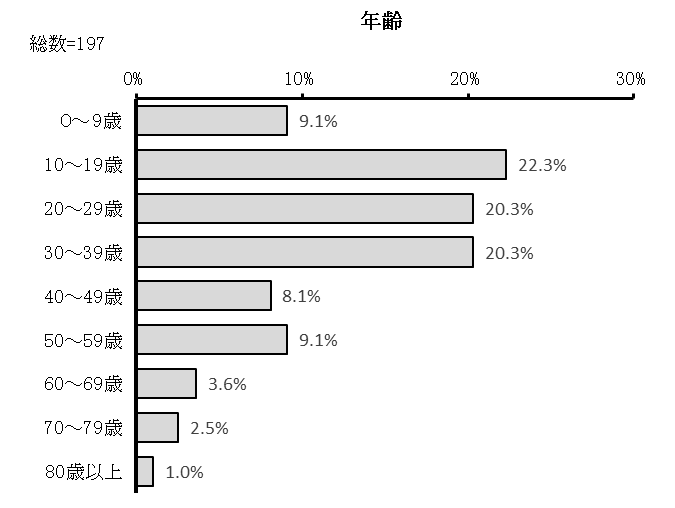 年齢
総数=197
0% 10% 20% 30%
0～9歳 9.1%
10～19歳 22.3%
20～29歳 20.3%
30～39歳 20.3%
40～49歳 8.1%
50～59歳 9.1%
60～69歳 3.6%
70～79歳 2.5%
80歳以上 1.0%